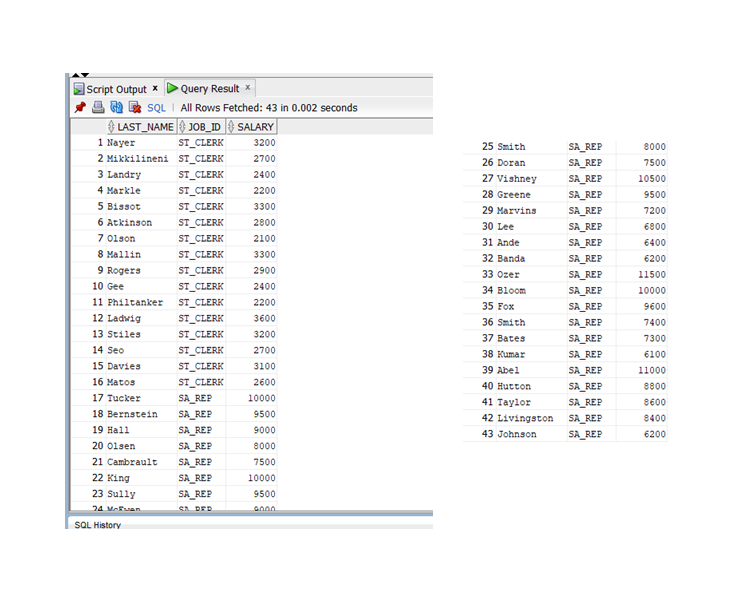 Script Output x Query Result x
SQL | All Rows Fetched: 43 in 0.002 seconds
LAST_NAME JOB_ID SALARY
1 Nayer ST_CLERK 3200
2 Mikkilineni ST_CLERK 2700
3 Landry ST_CLERK 2400
4 Markle ST_CLERK 2200
5 Bissot ST_CLERK 3300
6 Atkinson ST_CLERK 2800
7 Olson ST_CLERK 2100
8 Mallin ST_CLERK 3300
9 Rogers ST_CLERK 2900
10 Gee ST_CLERK 2400
11 Philtanker ST_CLERK 2200
12 Ladwig ST_CLERK 3600
13 Stiles ST_CLERK 3200
14 Seo ST_CLERK 2700
15 Davies ST_CLERK 3100
16 Matos ST_CLERK 2600
17 Tucker SA_REP 10000
18 Bernstein SA_REP 9500
19 Hall SA_REP 9000
20 Olsen SA_REP 8000
21 Cambrault SA_REP 7500
22 King SA_REP 10000
23 Sully SA_REP 9500
24 McEwen SA_REP 9000
SQL History
25 Smith SA_REP 8000
26 Doran SA_REP 7500
27 Vishney SA_REP 10500
28 Greene SA_REP 9500
29 Marvins SA_REP 7200
30 Lee SA_REP 6800
31 Ande SA_REP 6400
32 Banda SA_REP 6200
33 Ozer SA_REP 11500
34 Bloom SA_REP 10000
35 Fox SA_REP 9600
36 Smith SA_REP 7400
37 Bates SA_REP 7300
38 Kumar SA_REP 6100
39 Abel SA_REP 11000
40 Hutton SA_REP 8800
41 Taylor SA_REP 8600
42 Livingston SA_REP 8400
43 Johnson SA_REP 6200